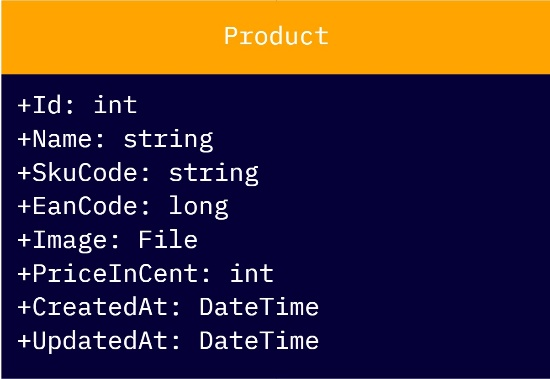 Product
+Id: int
+Name: string
+SkuCode: string
+EanCode: long
+Image: File
+PriceInCent: int
+CreatedAt: DateTime
+UpdatedAt: DateTime